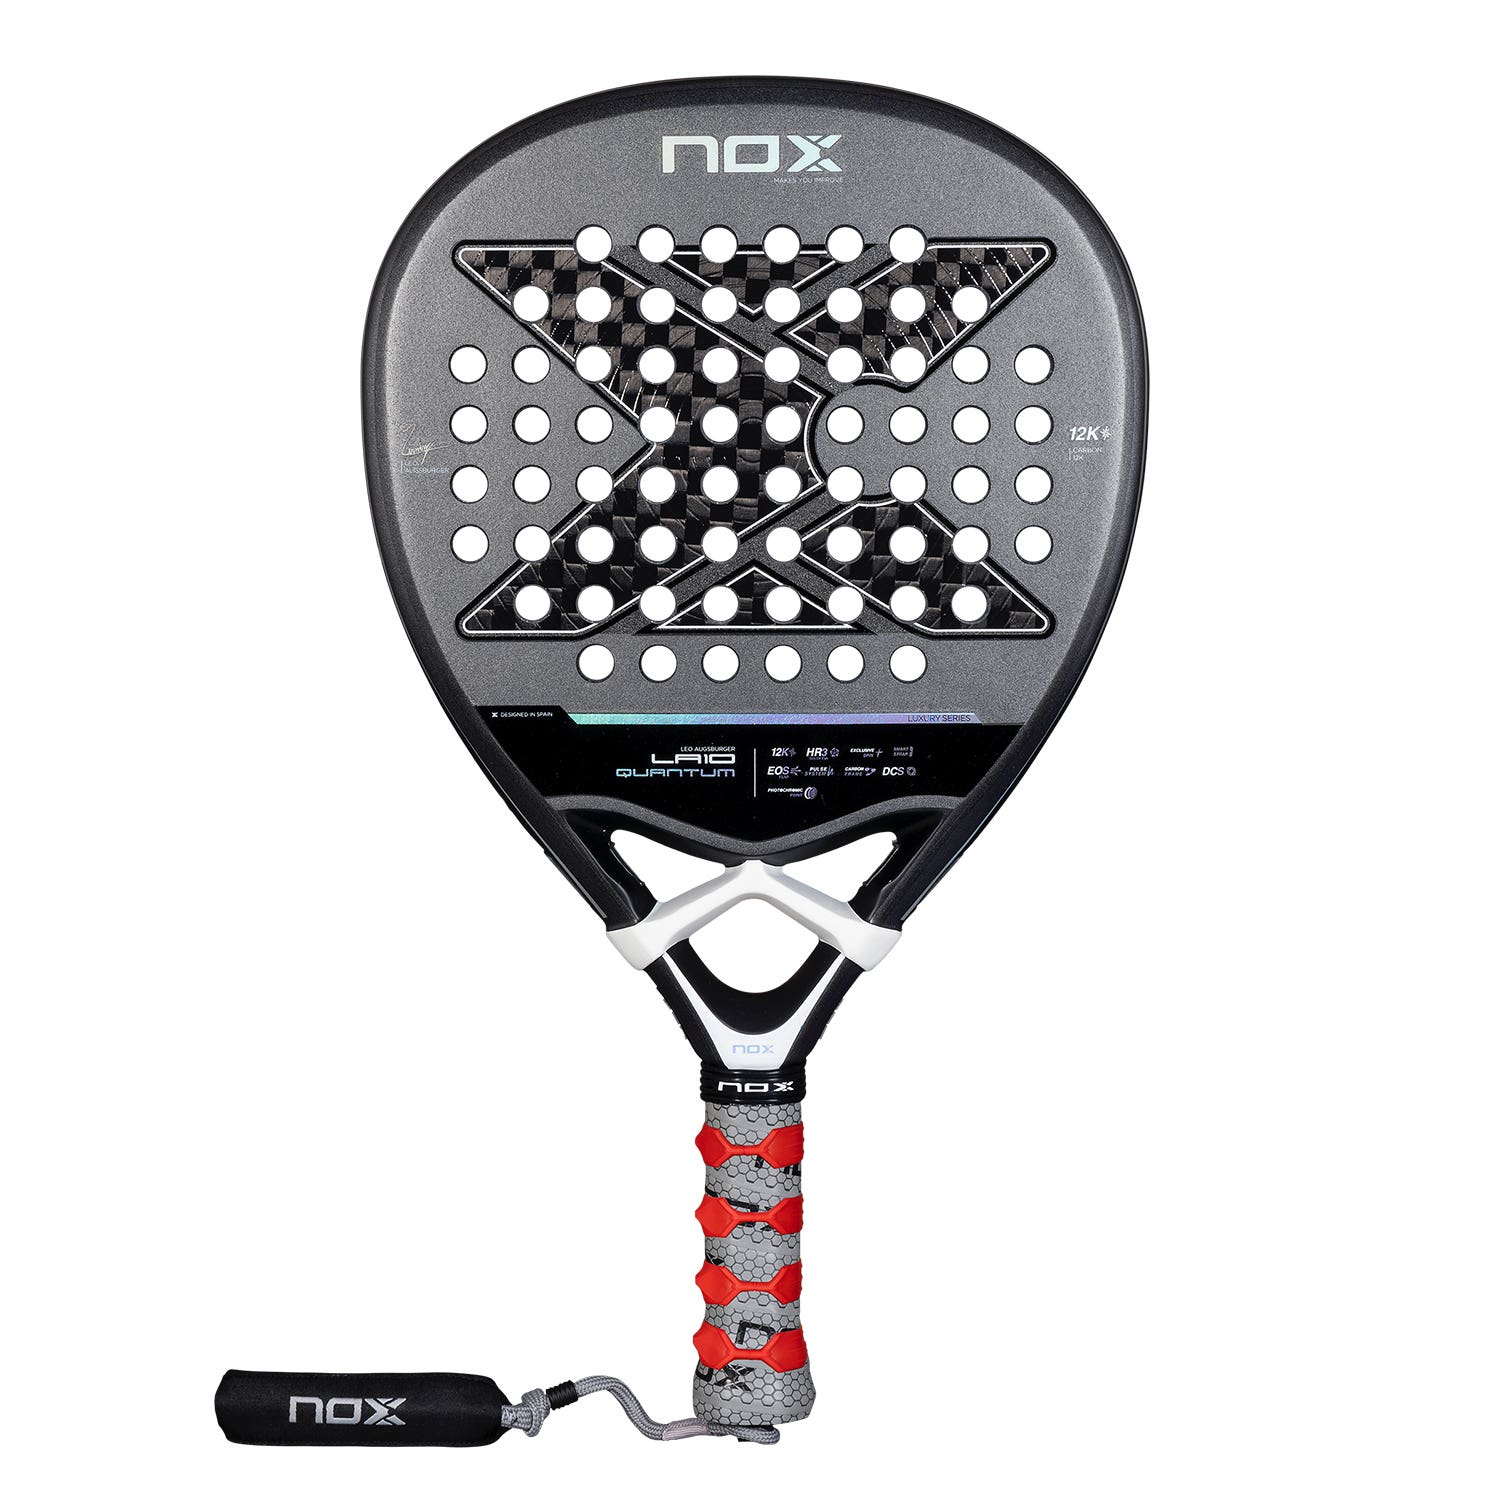 nox
MAKES YOU IMPROVE
LEO
AUGSBURGER
12K
CARBON
12K
DESIGNED IN SPAIN
LUXURY SERIES
LEO AUGSBURGER
LA10
QUANTUM
12K HR3 EXCLUSIVE SPIN SMART STRAP
EOS PULSE SYSTEM CARBON FRAME DCS
PHOTOCHROMIC
PAINT
nox
nox
nox